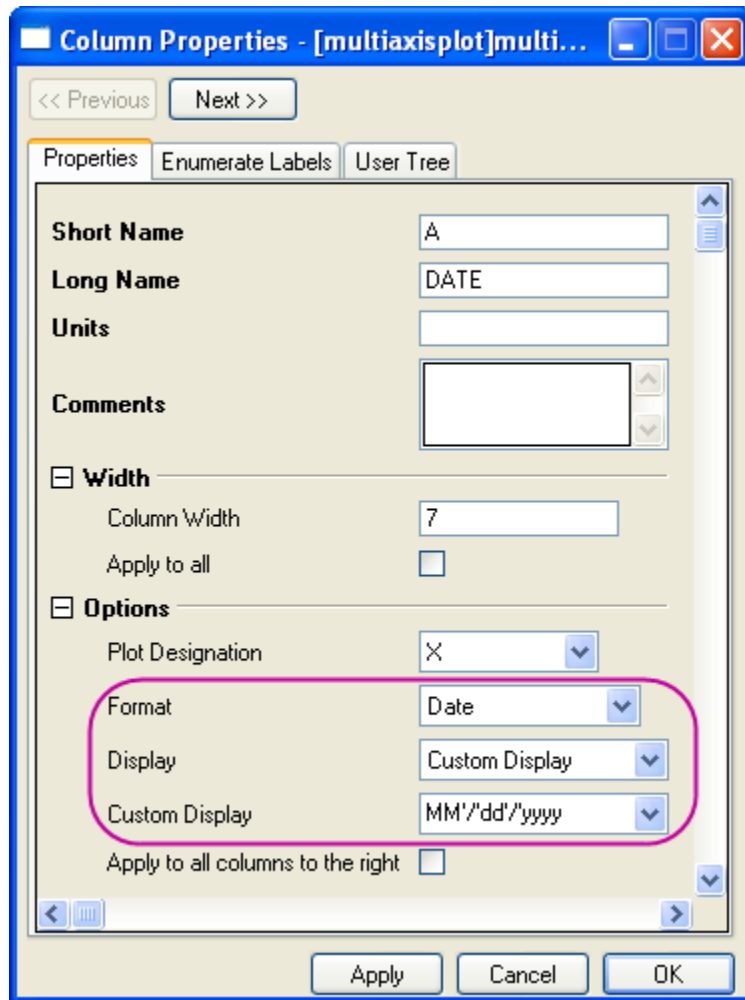 Column Properties - [multiaxisplot]multi...
<< Previous Next >>
Properties Enumerate Labels User Tree
Short Name A
Long Name DATE
Units
Comments
Width
Column Width 7
Apply to all
Options
Plot Designation X
Format Date
Display Custom Display
Custom Display MM'/'dd'/'yyyy
Apply to all columns to the right
Apply Cancel OK